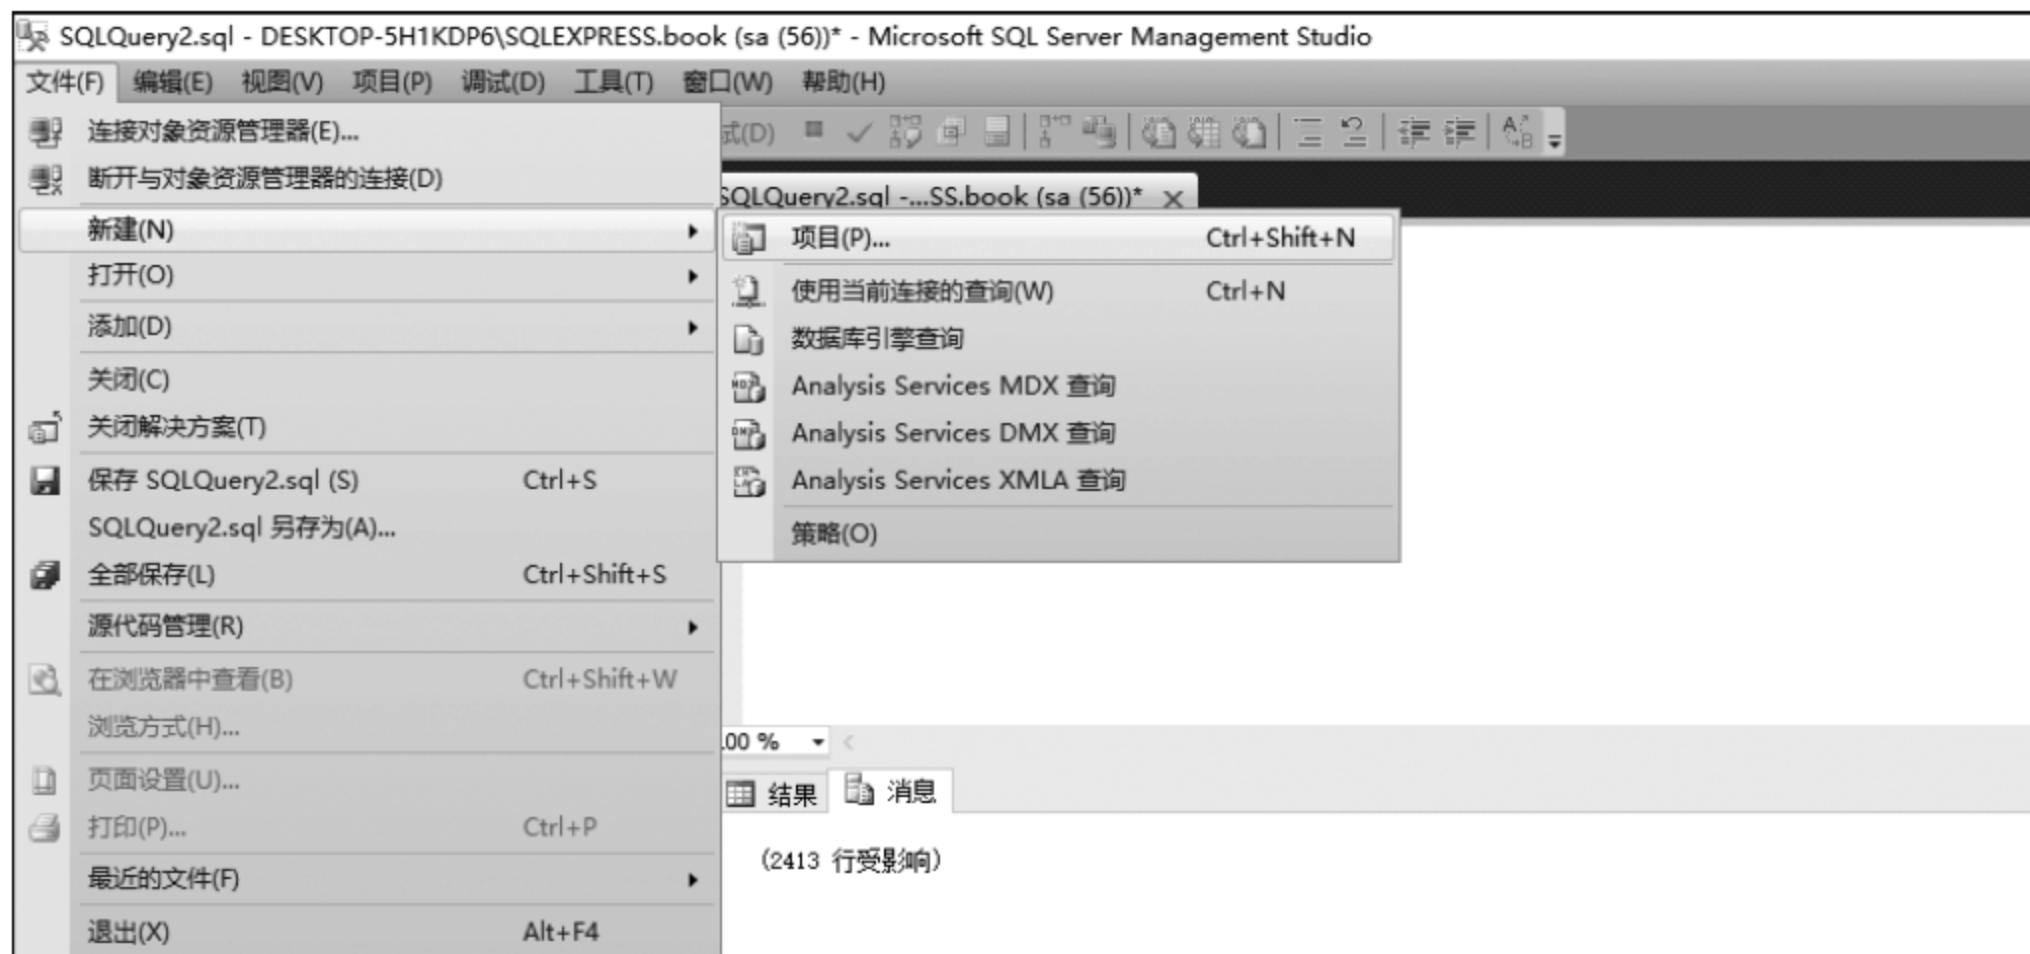 SQLQuery2.sql - DESKTOP-5H1KDP6\SQLEXPRESS.book (sa (56))* - Microsoft SQL Server Management Studio
文件(F) 编辑(E) 视图(V) 项目(P) 调试(D) 工具(T) 窗口(W) 帮助(H)
连接对象资源管理器(E)...
断开与对象资源管理器的连接(D)
新建(N)
打开(O)
添加(D)
关闭(C)
关闭解决方案(T)
保存 SQLQuery2.sql (S) Ctrl+S
SQLQuery2.sql 另存为(A)...
全部保存(L) Ctrl+Shift+S
源代码管理(R)
在浏览器中查看(B) Ctrl+Shift+W
浏览方式(H)...
页面设置(U)...
打印(P)... Ctrl+P
最近的文件(F)
退出(X) Alt+F4
试(D)
SQLQuery2.sql -...SS.book (sa (56))*
项目(P)... Ctrl+Shift+N
使用当前连接的查询(W) Ctrl+N
数据库引擎查询
Analysis Services MDX 查询
Analysis Services DMX 查询
Analysis Services XMLA 查询
策略(O)
.00 %
结果 消息
(2413 行受影响)